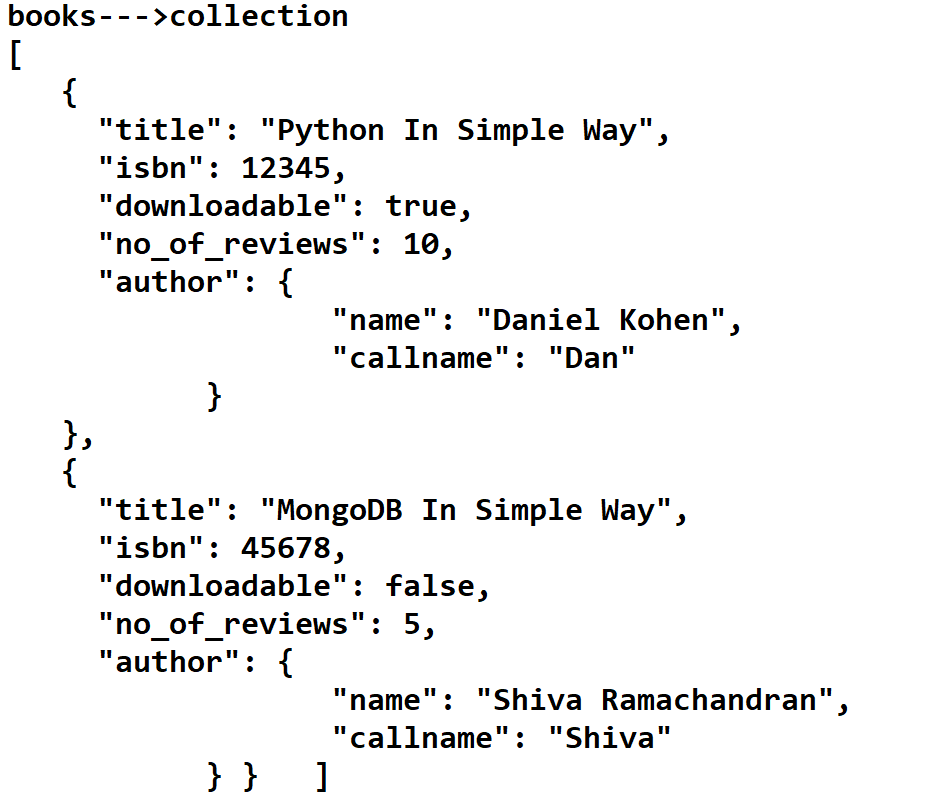 books--->collection
[
   {
     "title": "Python In Simple Way",
     "isbn": 12345,
     "downloadable": true,
     "no_of_reviews": 10,
     "author": {
                  "name": "Daniel Kohen",
                  "callname": "Dan"
           }
   },
   {
     "title": "MongoDB In Simple Way",
     "isbn": 45678,
     "downloadable": false,
     "no_of_reviews": 5,
     "author": {
                  "name": "Shiva Ramachandran",
                  "callname": "Shiva"
           } }   ]